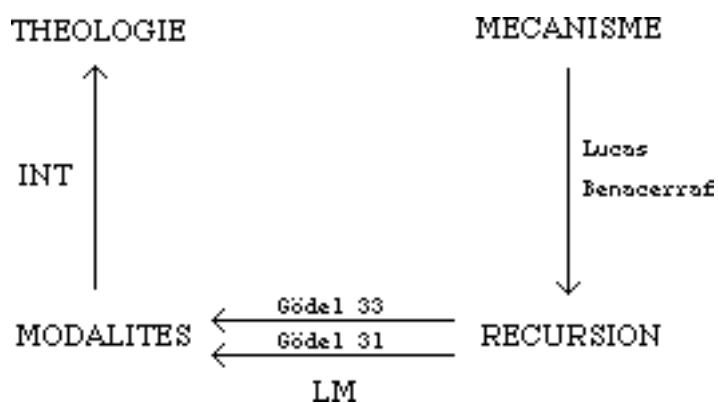 THEOLOGIE
MECANISME
INT
Lucas
Benacerraf
Gödel 33
MODALITES
Gödel 31
RECURSION
LM